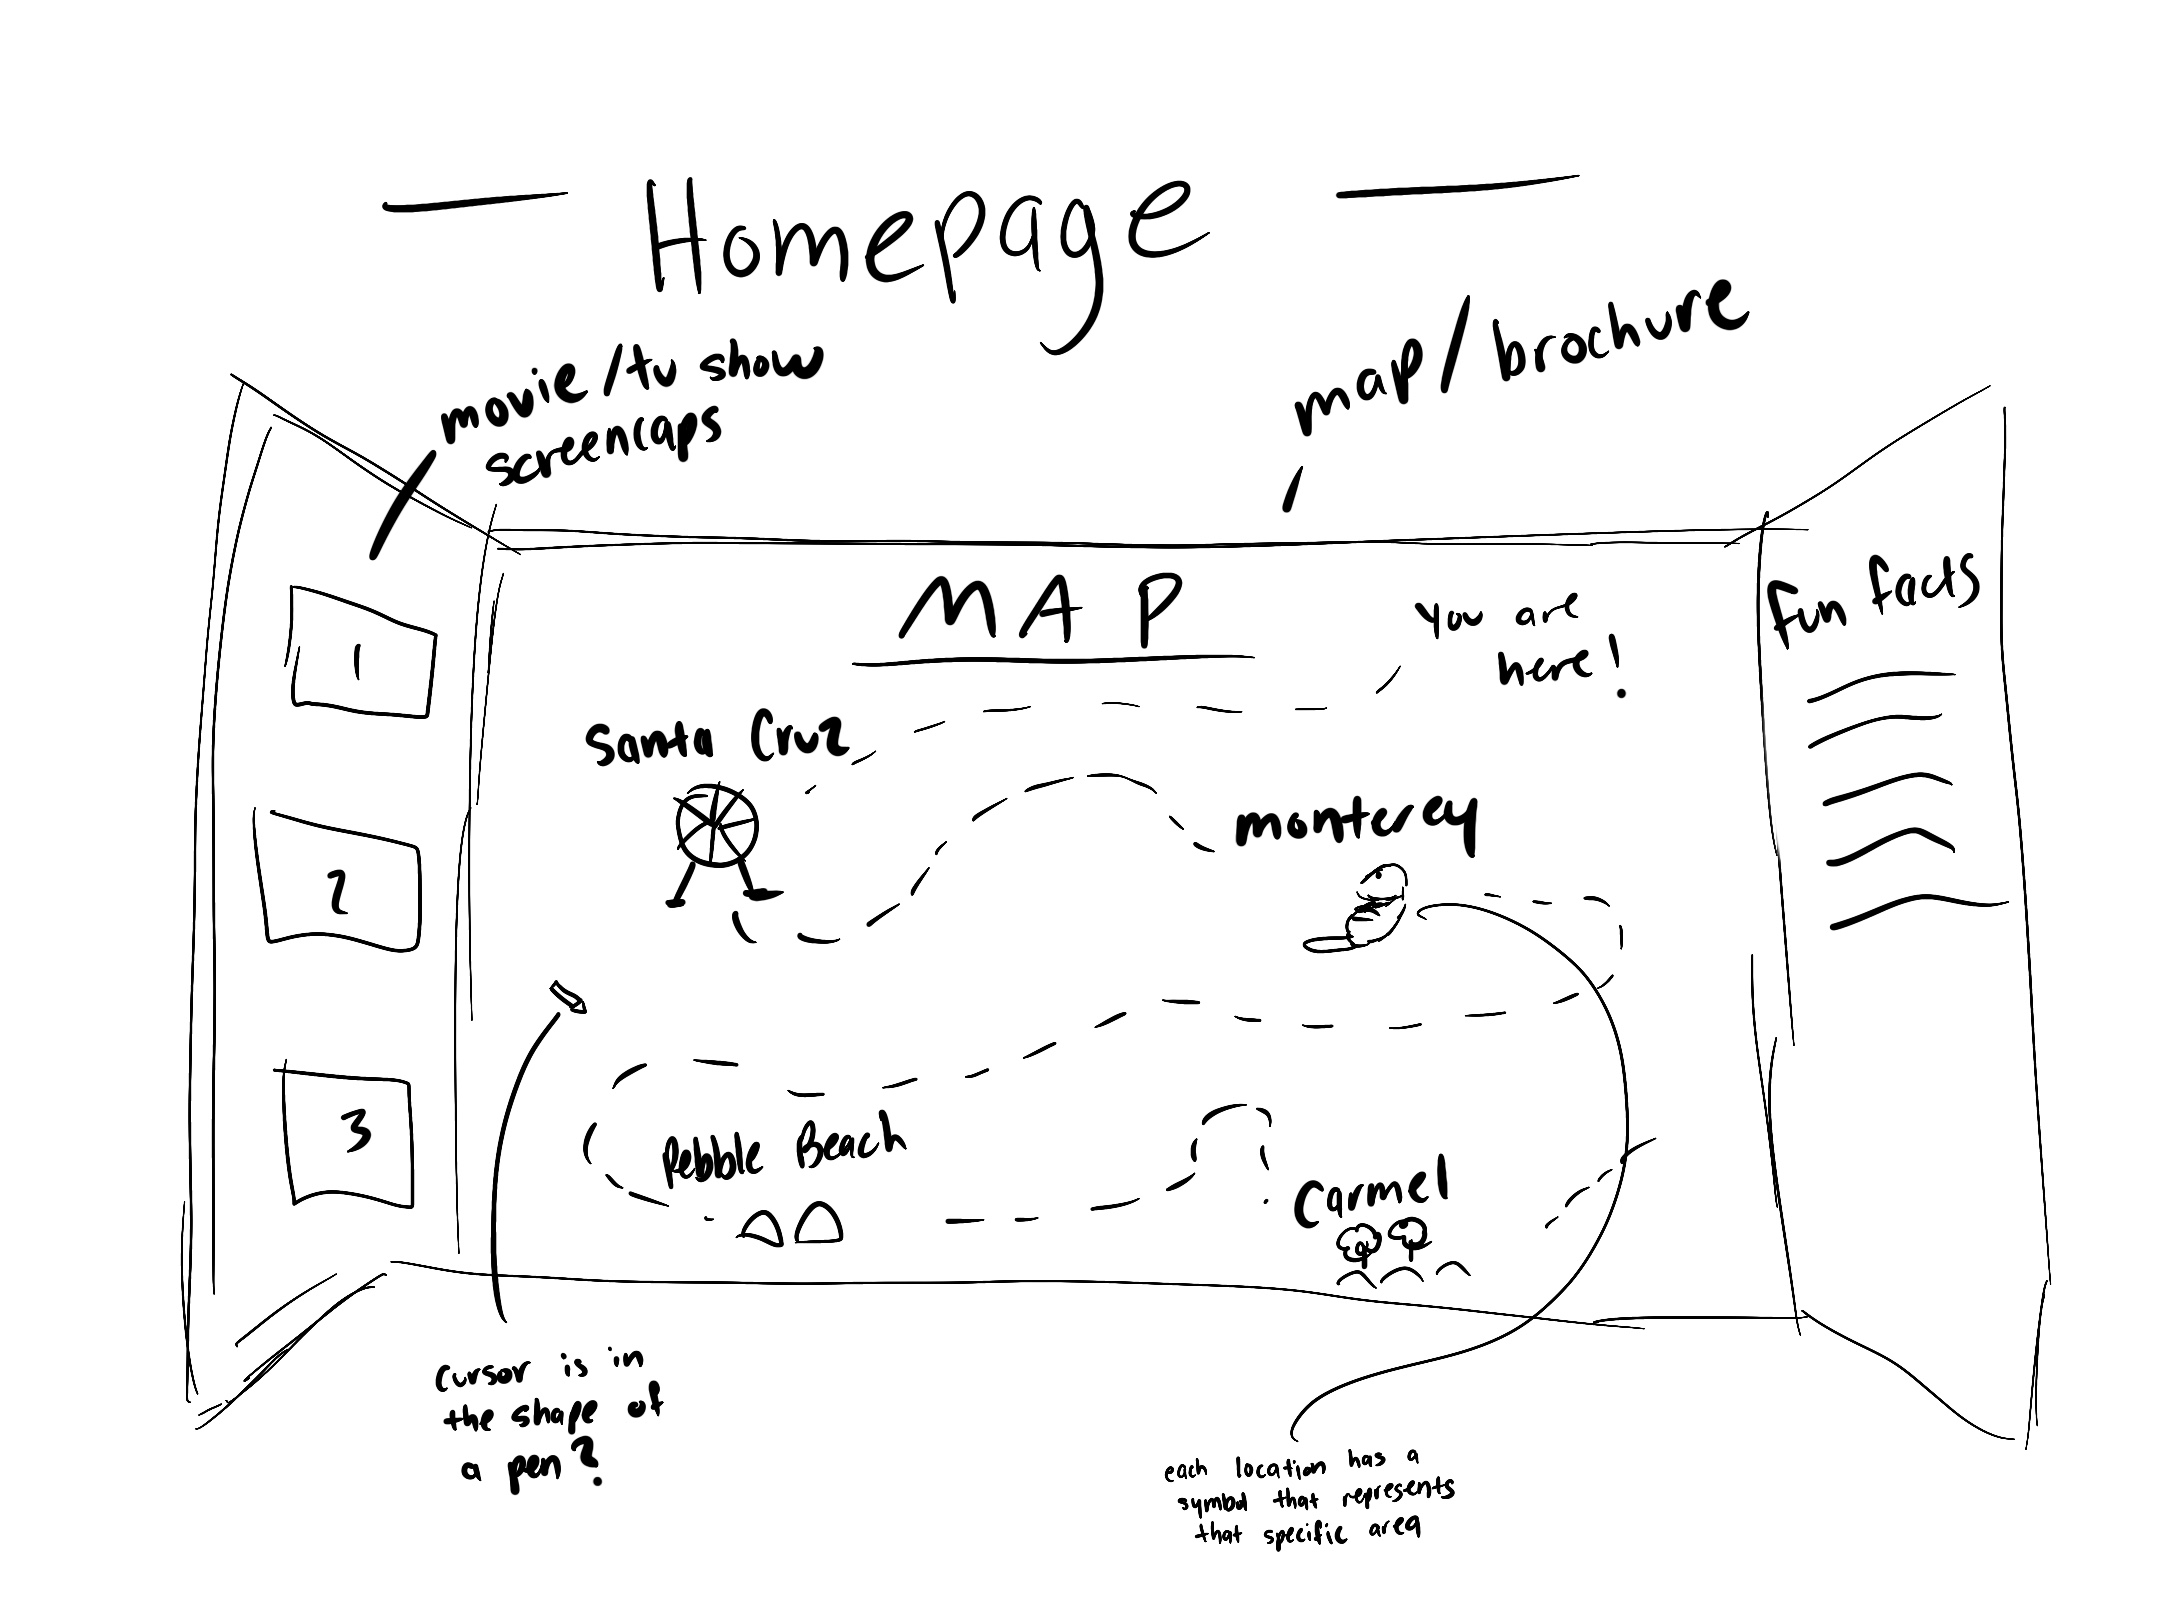 Homepage
movie/tv show
screencaps
map/brochure
MAP
You are
here!
fun facts
Santa Cruz
monterey
1
2
3
Pebble Beach
Carmel
cursor is in
the shape of
a pen?
each location has a
symbol that represents
that specific area